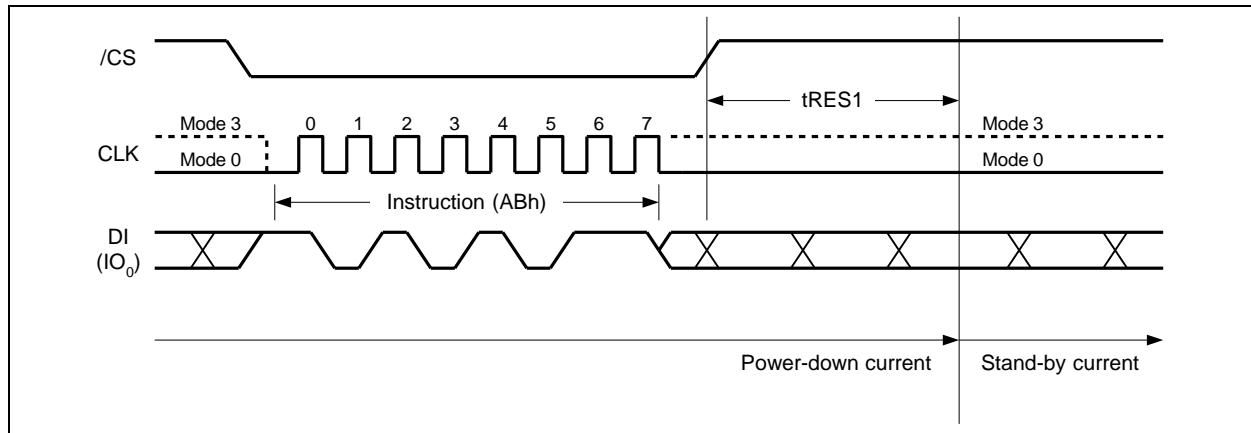 /CS
tRES1
Mode 3 0 1 2 3 4 5 6 7 Mode 3
CLK
Mode 0 Mode 0
Instruction (ABh)
DI
(IO0)
Power-down current Stand-by current